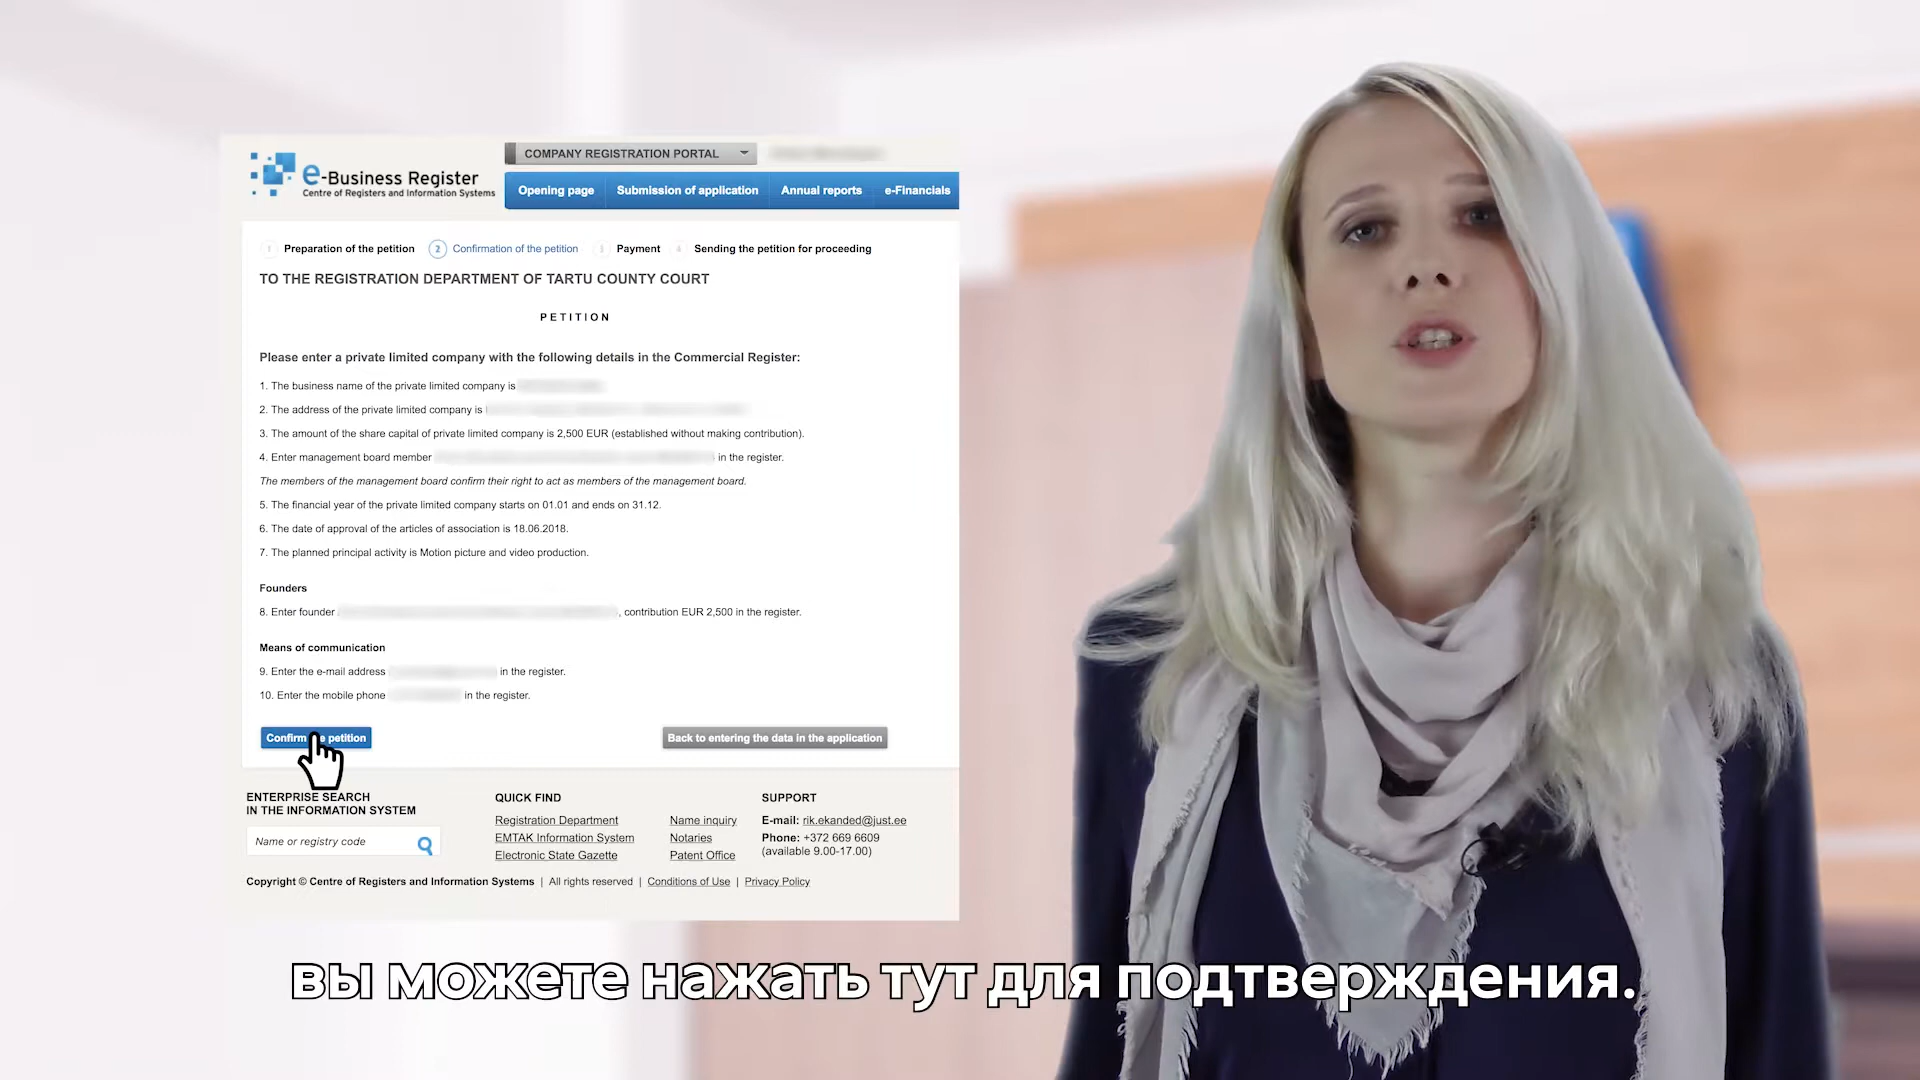 COMPANY REGISTRATION PORTAL
e-Business Register
Centre of Registers and Information Systems
Opening page Submission of application Annual reports e-Financials
1 Preparation of the petition 2 Confirmation of the petition 3 Payment 4 Sending the petition for proceeding
TO THE REGISTRATION DEPARTMENT OF TARTU COUNTY COURT
PETITION
Please enter a private limited company with the following details in the Commercial Register:
1. The business name of the private limited company is
2. The address of the private limited company is
3. The amount of the share capital of private limited company is 2,500 EUR (established without making contribution).
4. Enter management board member in the register.
The members of the management board confirm their right to act as members of the management board.
5. The financial year of the private limited company starts on 01.01 and ends on 31.12.
6. The date of approval of the articles of association is 18.06.2018.
7. The planned principal activity is Motion picture and video production.
Founders
8. Enter founder , contribution EUR 2,500 in the register.
Means of communication
9. Enter the e-mail address in the register.
10. Enter the mobile phone in the register.
Confirm petition Back to entering the data in the application
ENTERPRISE SEARCH
IN THE INFORMATION SYSTEM
Name or registry code
QUICK FIND
Registration Department Name inquiry
EMTAK Information System Notaries
Electronic State Gazette Patent Office
SUPPORT
E-mail: rik.ekanded@just.ee
Phone: +372 669 6609
(available 9.00-17.00)
Copyright © Centre of Registers and Information Systems | All rights reserved | Conditions of Use | Privacy Policy
вы можете нажать тут для подтверждения.